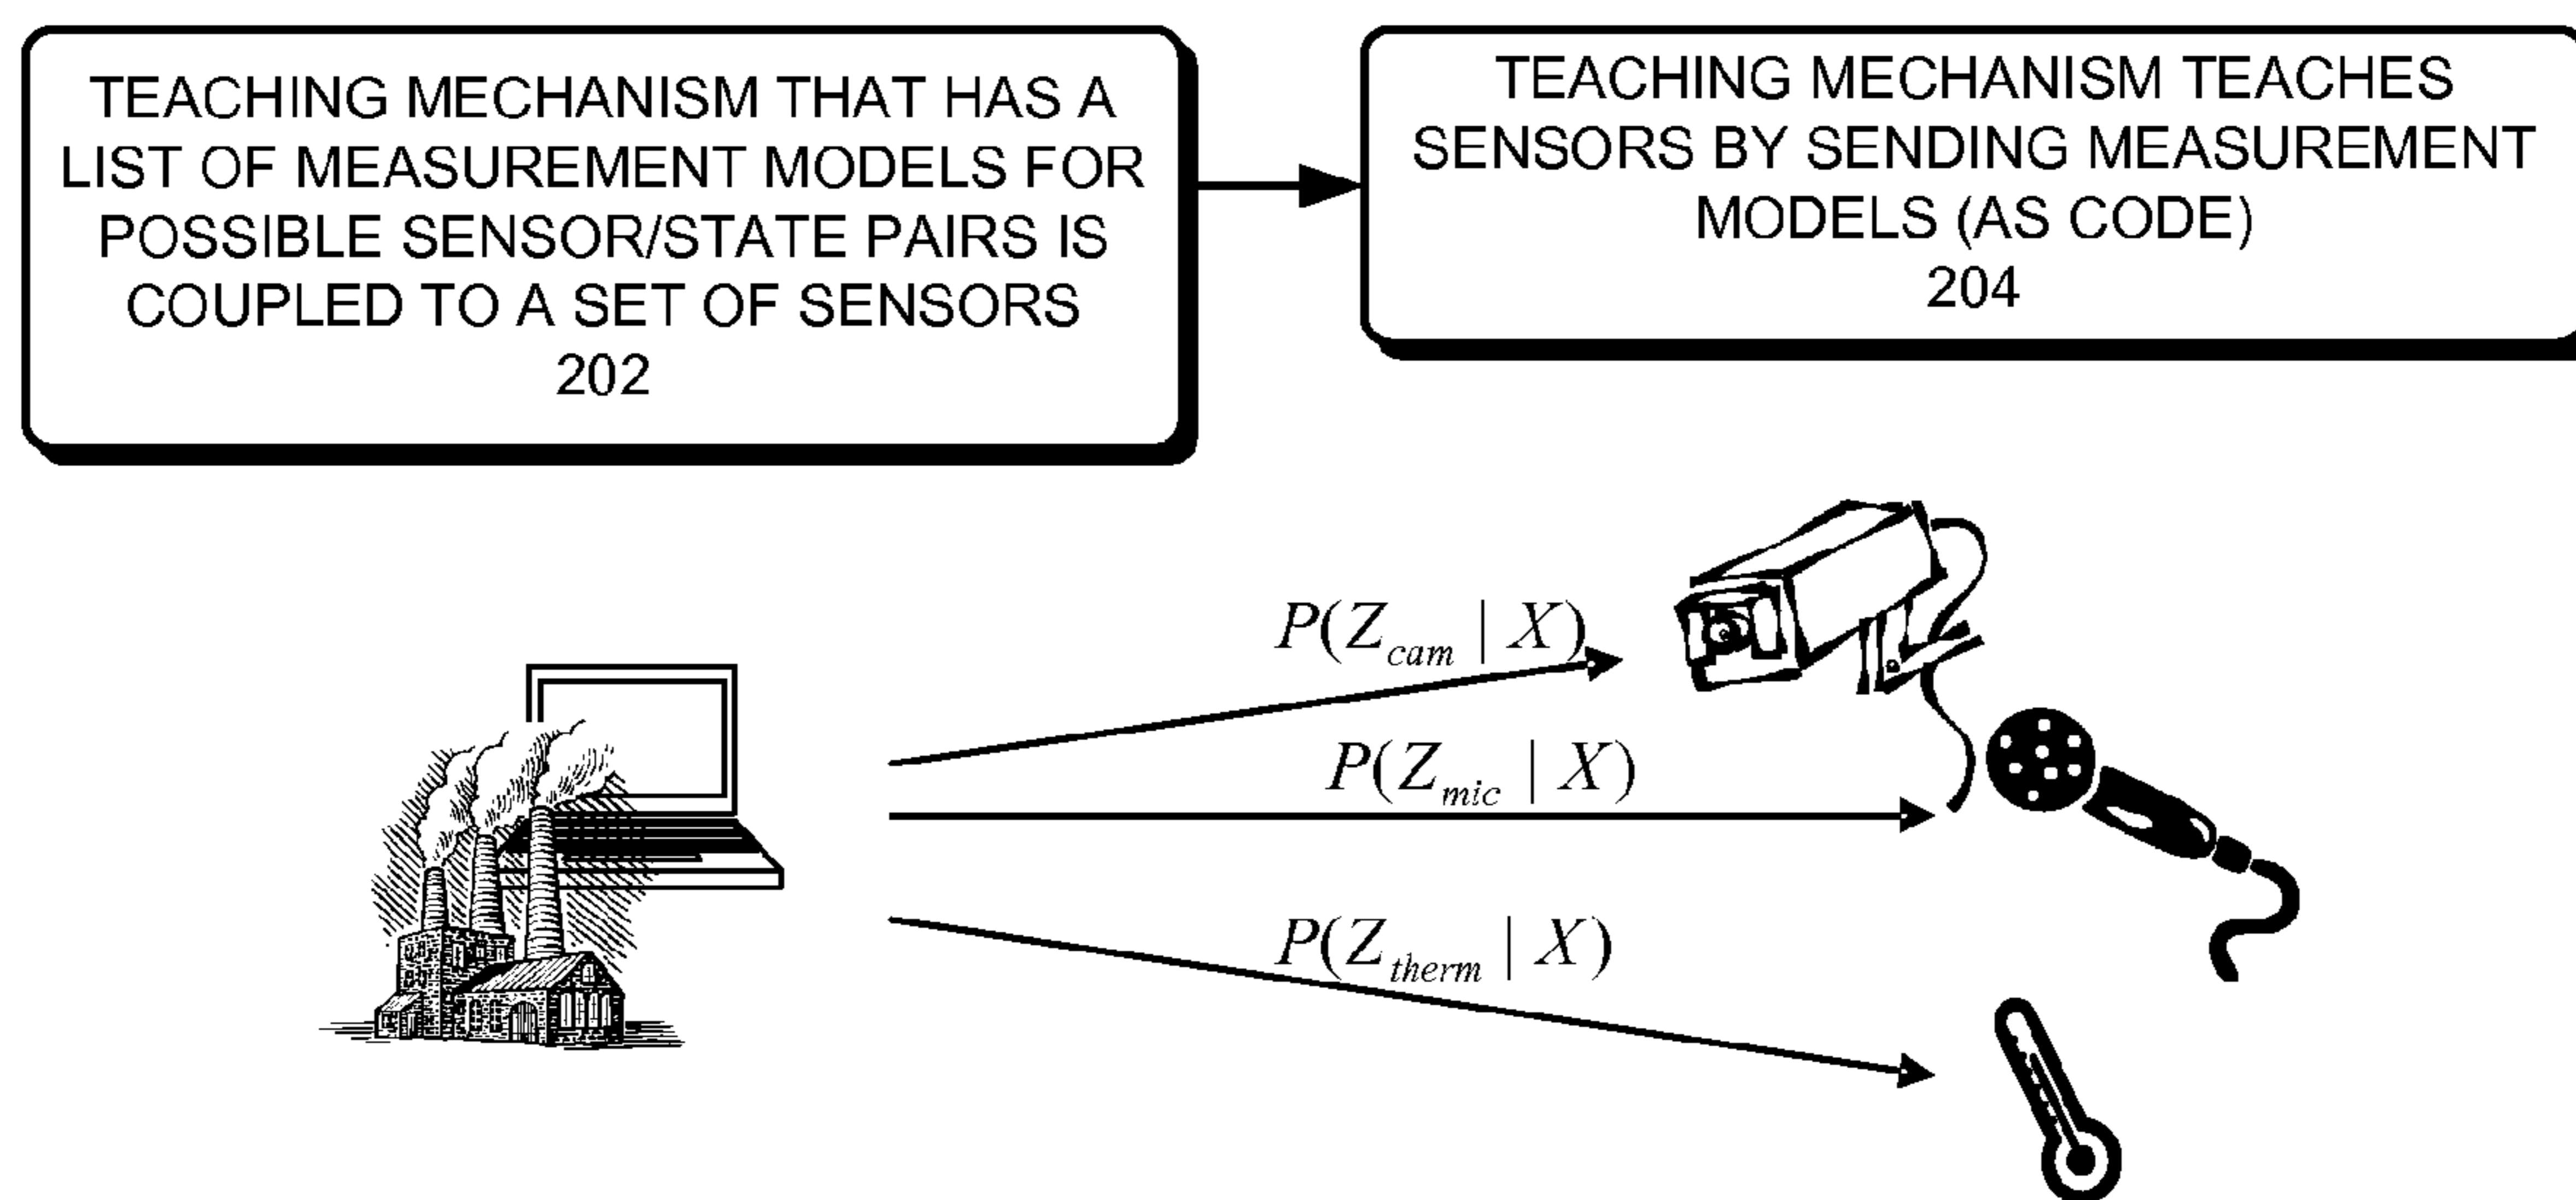 TEACHING MECHANISM THAT HAS A
LIST OF MEASUREMENT MODELS FOR
POSSIBLE SENSOR/STATE PAIRS IS
COUPLED TO A SET OF SENSORS
202
TEACHING MECHANISM TEACHES
SENSORS BY SENDING MEASUREMENT
MODELS (AS CODE)
204
P(Z_cam | X)
P(Z_mic | X)
P(Z_therm | X)